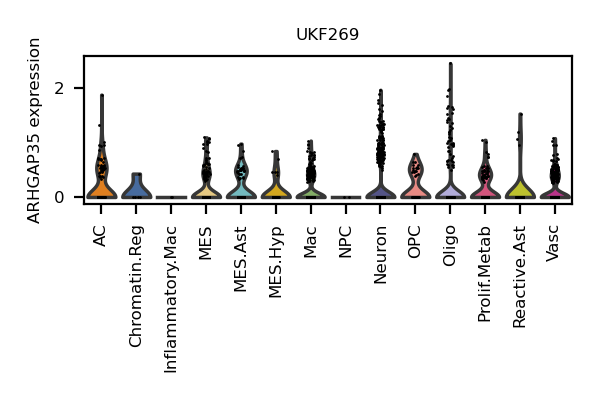 UKF269
ARHGAP35 expression
2
0
AC
Chromatin.Reg
Inflammatory.Mac
MES
MES.Ast
MES.Hyp
Mac
NPC
Neuron
OPC
Oligo
Prolif.Metab
Reactive.Ast
Vasc